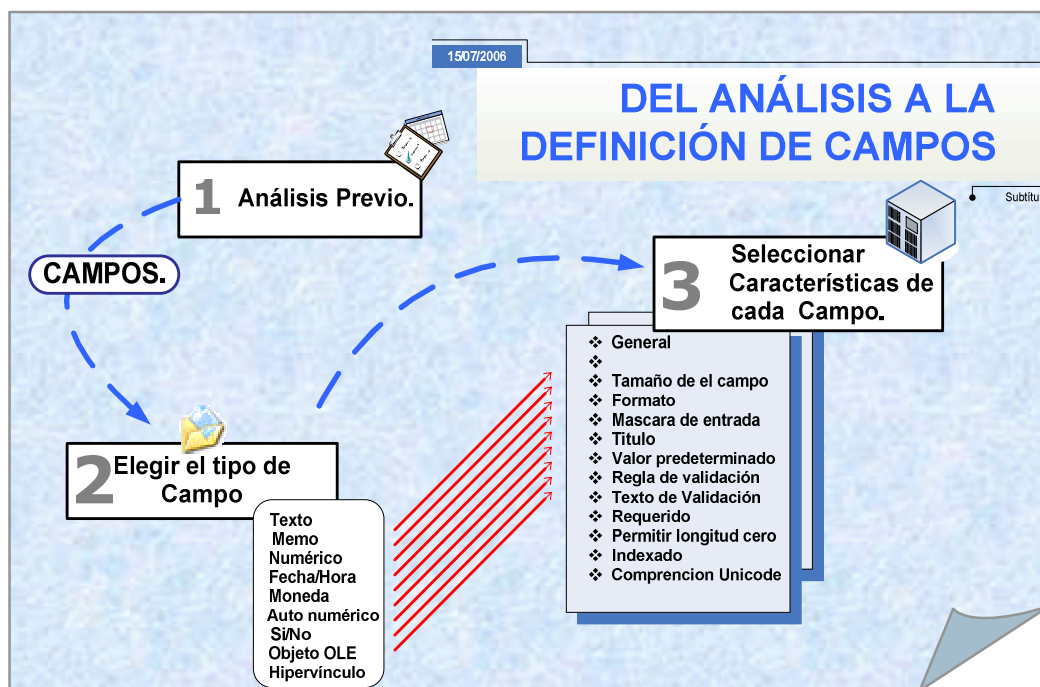 15/07/2006
DEL ANÁLISIS A LA
DEFINICIÓN DE CAMPOS
Subtítu
1 Análisis Previo.
CAMPOS.
2 Elegir el tipo de
Campo
Texto
Memo
Numérico
Fecha/Hora
Moneda
Auto numérico
Si/No
Objeto OLE
Hipervínculo
3 Seleccionar
Características de
cada Campo.
❖ General
❖
❖ Tamaño de el campo
❖ Formato
❖ Mascara de entrada
❖ Titulo
❖ Valor predeterminado
❖ Regla de validación
❖ Texto de Validación
❖ Requerido
❖ Permitir longitud cero
❖ Indexado
❖ Comprencion Unicode